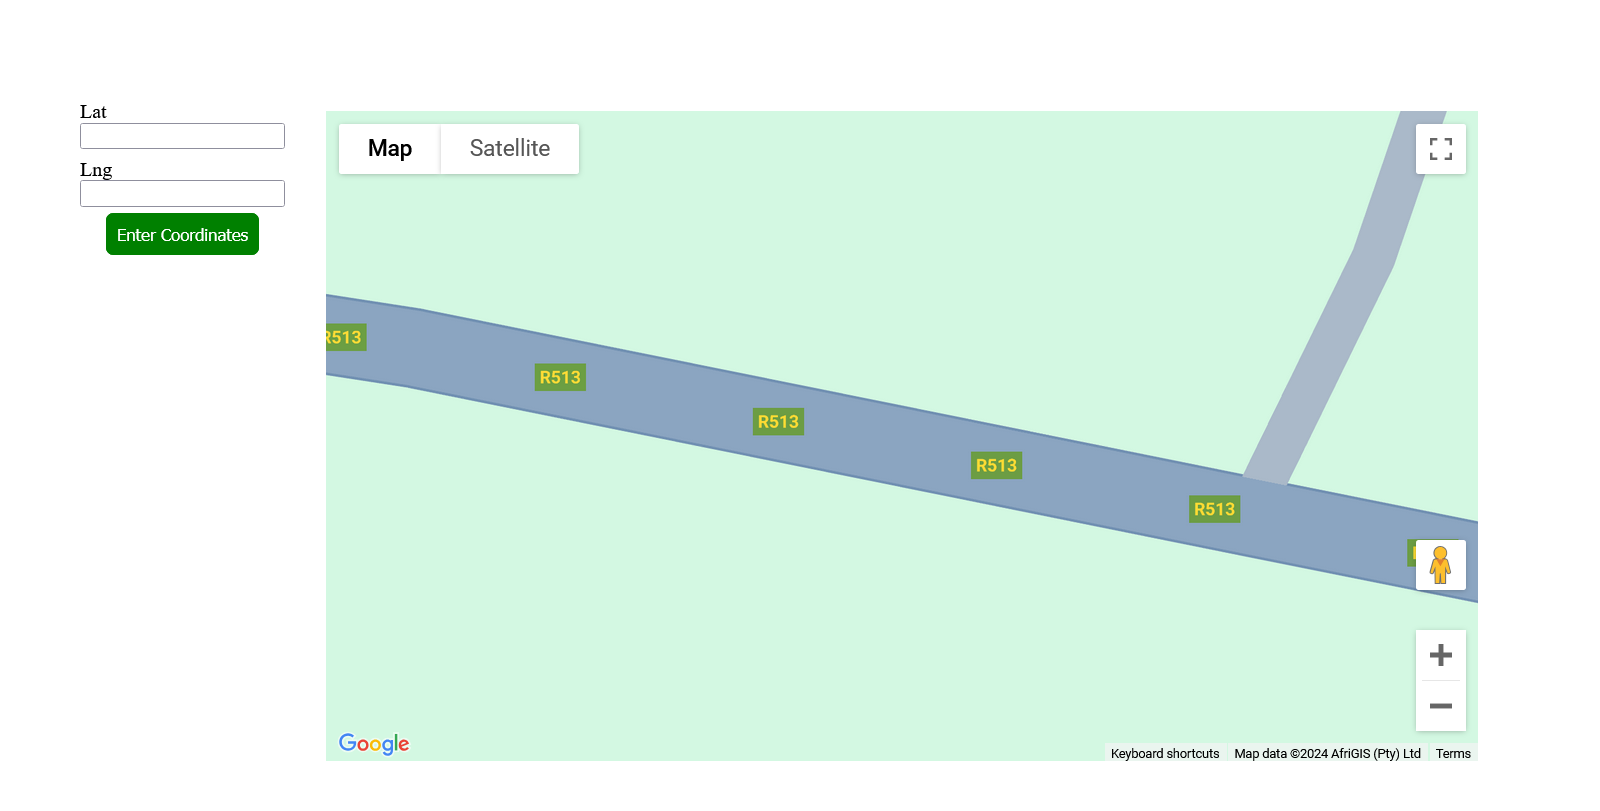 Lat
Lng
Enter Coordinates
Map
Satellite
R513
R513
R513
R513
R513
Google
Keyboard shortcuts
Map data ©2024 AfriGIS (Pty) Ltd
Terms